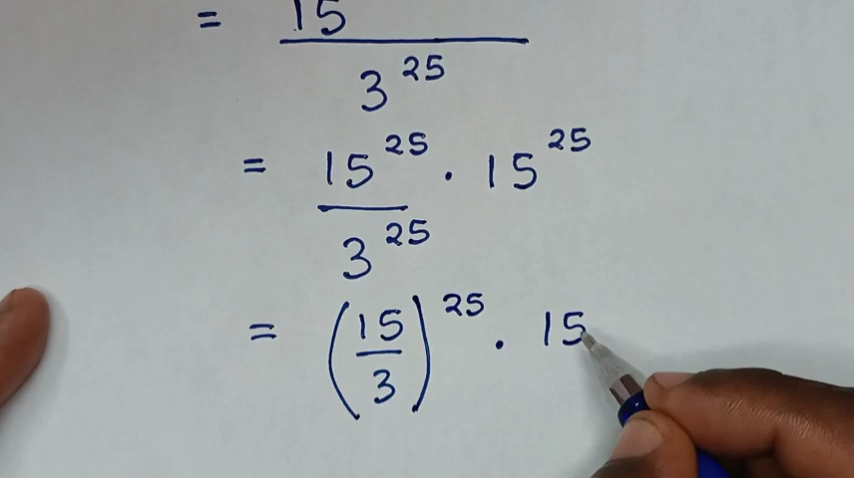 = 15
3^25
= 15^25 . 15^25
3^25
= (15/3)^25 . 15